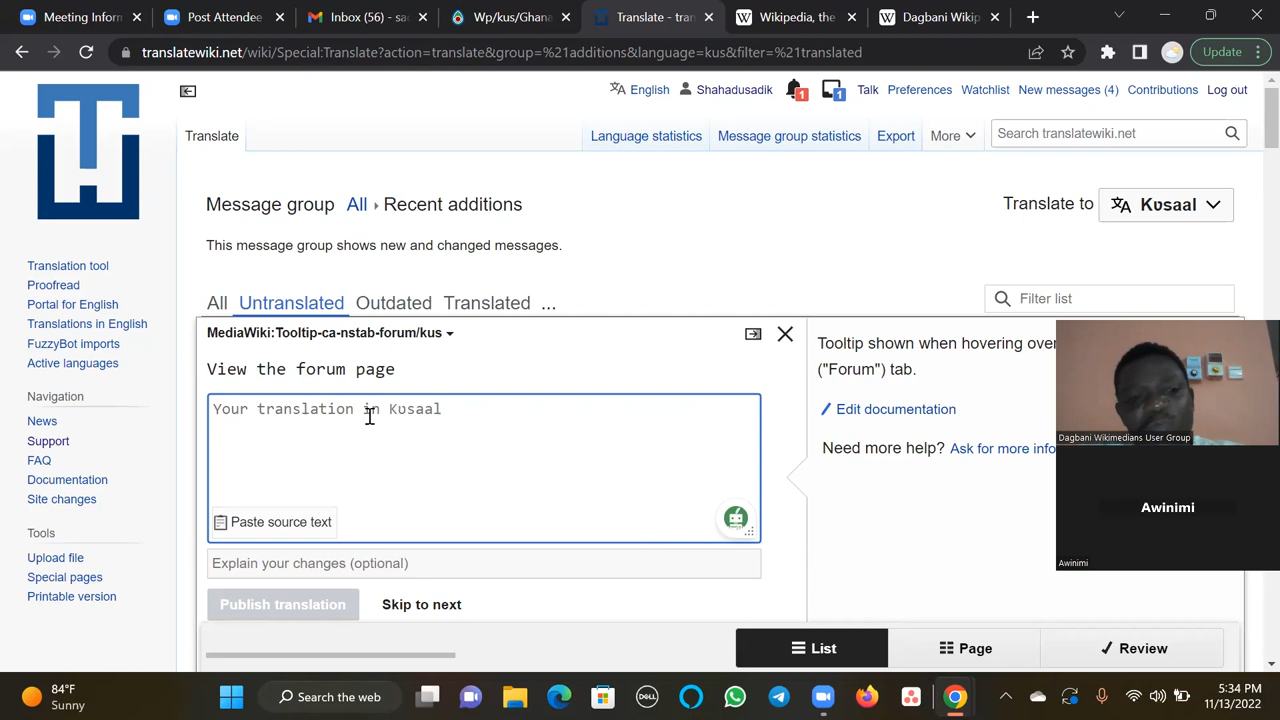 Meeting Inform
Post Attendee
Inbox (56) - sa
Wp/kus/Ghana
Translate - tran
Wikipedia, the
Dagbani Wikip
translatewiki.net/wiki/Special:Translate?action=translate&group=%21additions&language=kus&filter=%21translated
Update
English
Shahadusadik
1
1
Talk
Preferences
Watchlist
New messages (4)
Contributions
Log out
Translate
Language statistics
Message group statistics
Export
More
Search translatewiki.net
Message group All Recent additions
Translate to
Kʋsaal
This message group shows new and changed messages.
Translation tool
Proofread
Portal for English
Translations in English
FuzzyBot imports
Active languages
Navigation
News
Support
FAQ
Documentation
Site changes
Tools
Upload file
Special pages
Printable version
All
Untranslated
Outdated
Translated
...
Filter list
MediaWiki:Tooltip-ca-nstab-forum/kus
View the forum page
Your translation in Kʋsaal
Paste source text
Explain your changes (optional)
Publish translation
Skip to next
Tooltip shown when hovering over
("Forum") tab.
Edit documentation
Need more help? Ask for more info
Dagbani Wikimedians User Group
Awinimi
Awinimi
List
Page
Review
84°F
Sunny
Search the web
DELL
5:34 PM
11/13/2022